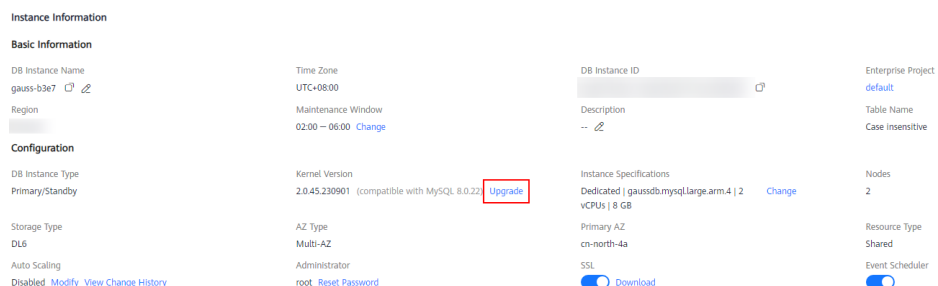 Instance Information
Basic Information
DB Instance Name
Time Zone
DB Instance ID
Enterprise Project
gauss-b3e7
UTC+08:00
default
Region
Maintenance Window
Description
Table Name
02:00 — 06:00 Change
--
Case insensitive
Configuration
DB Instance Type
Kernel Version
Instance Specifications
Nodes
Primary/Standby
2.0.45.230901 (compatible with MySQL 8.0.22) Upgrade
Dedicated | gaussdb.mysql.large.arm.4 | 2 Change
2
vCPUs | 8 GB
Storage Type
AZ Type
Primary AZ
Resource Type
DL6
Multi-AZ
cn-north-4a
Shared
Auto Scaling
Administrator
SSL
Event Scheduler
Disabled Modify View Change History
root Reset Password
Download